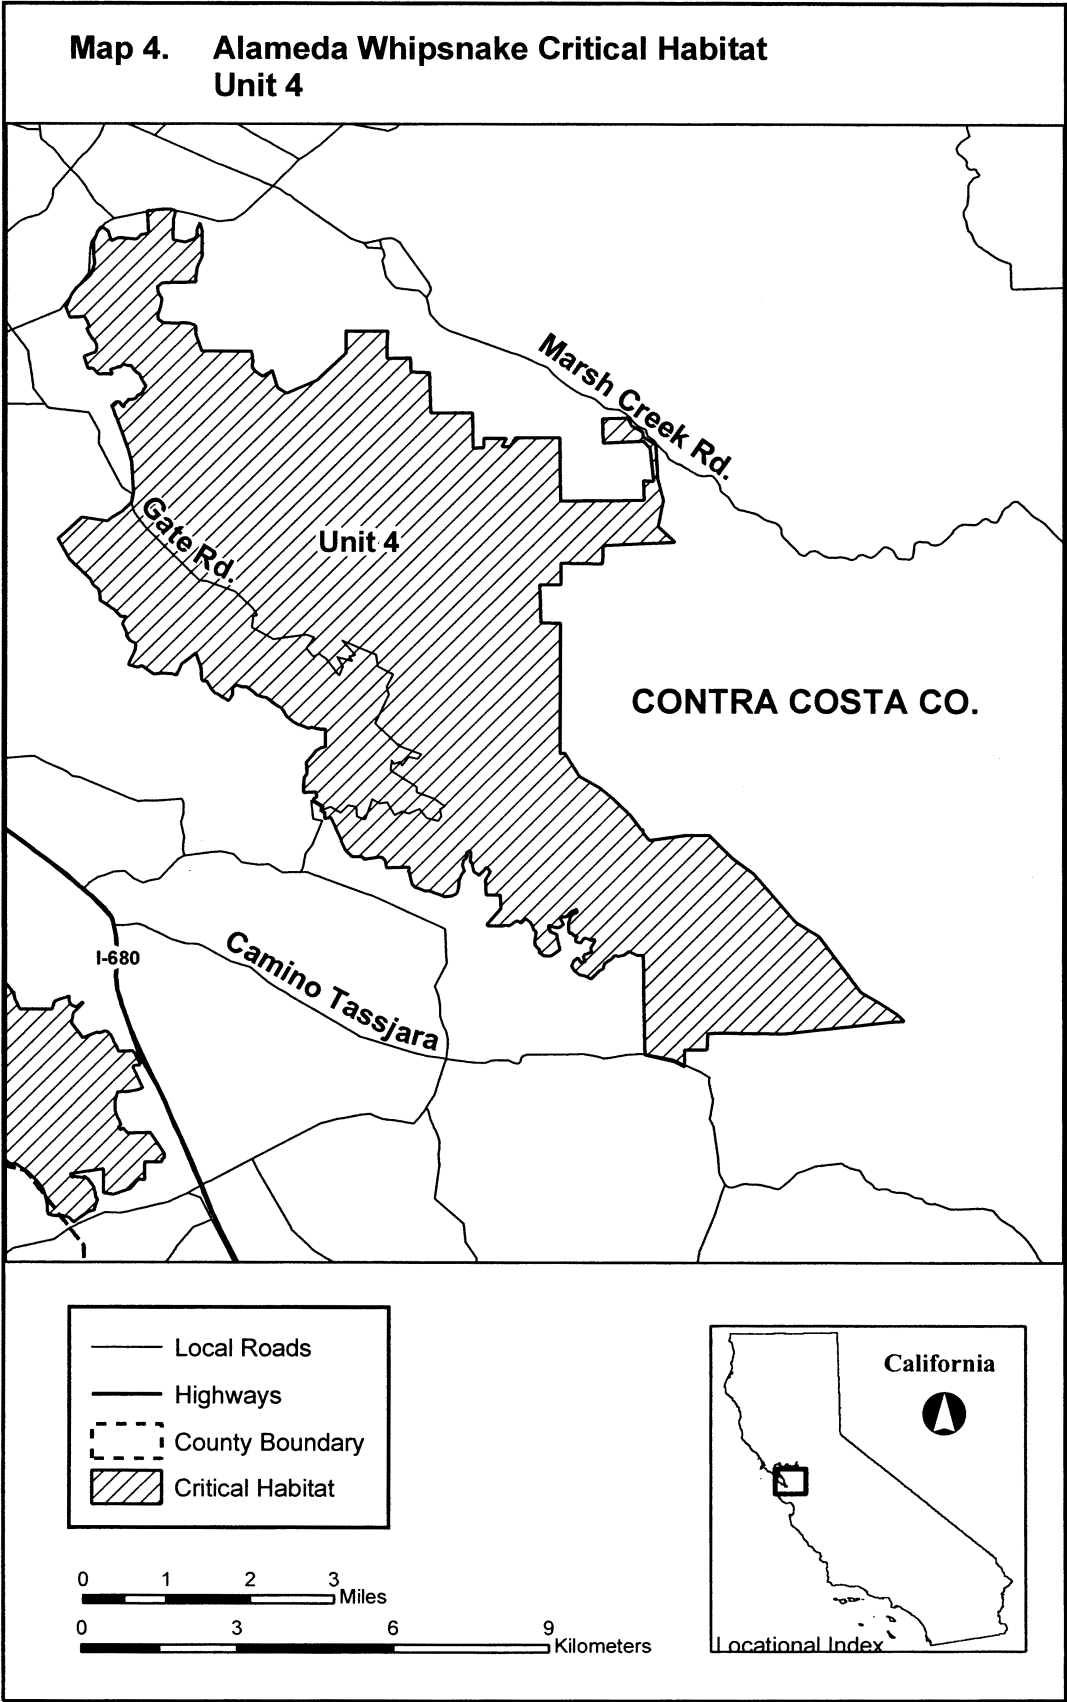 Map 4. Alameda Whipsnake Critical Habitat
Unit 4
Marsh Creek Rd.
Gate Rd.
Unit 4
CONTRA COSTA CO.
I-680
Camino Tassjara
Local Roads
Highways
County Boundary
Critical Habitat
California
0 1 2 3
Miles
0 3 6 9
Kilometers
Locational Index